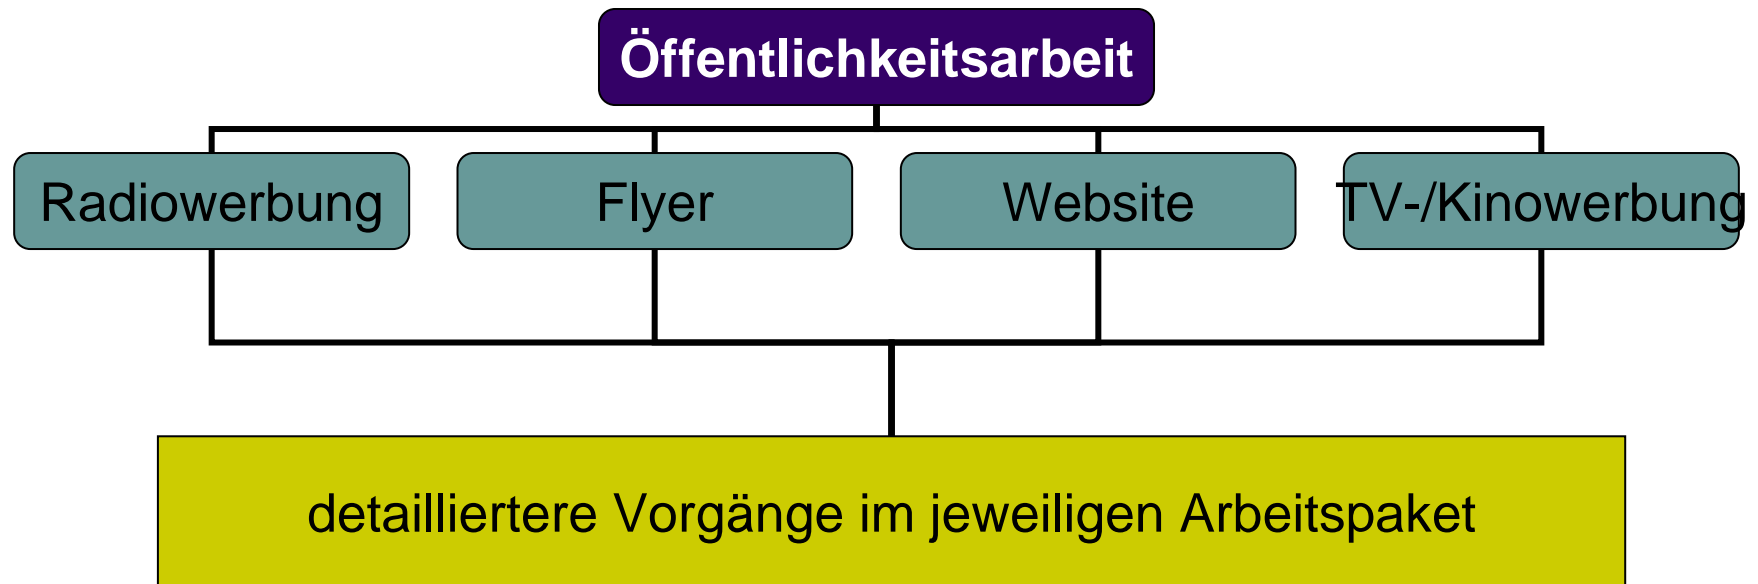 Öffentlichkeitsarbeit
Radiowerbung
Flyer
Website
TV-/Kinowerbung
detailliertere Vorgänge im jeweiligen Arbeitspaket